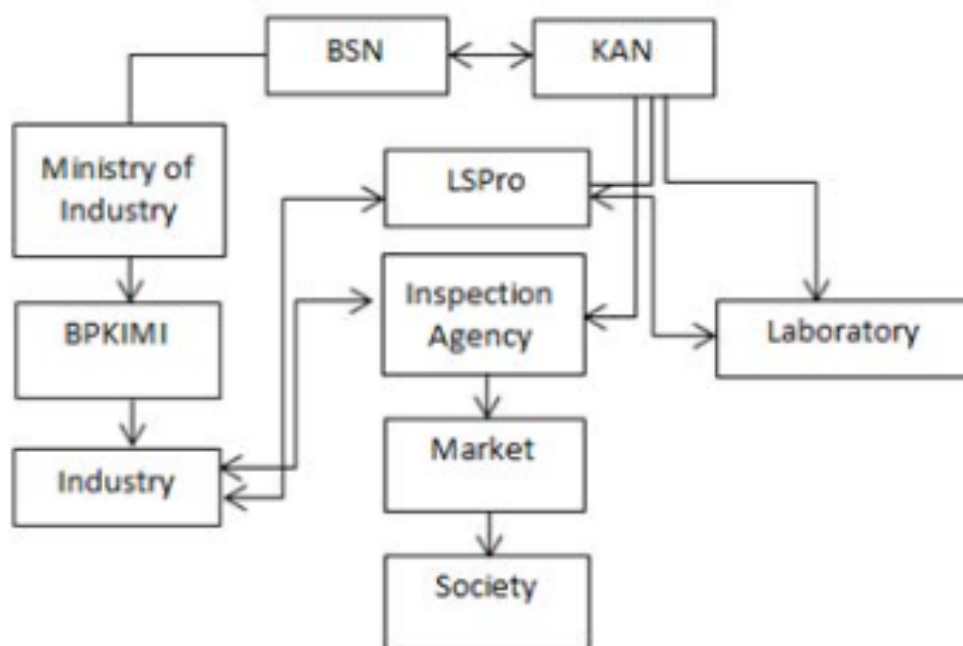 BSN
KAN
Ministry of
Industry
LSPro
Inspection
Agency
BPKIMI
Laboratory
Market
Industry
Society